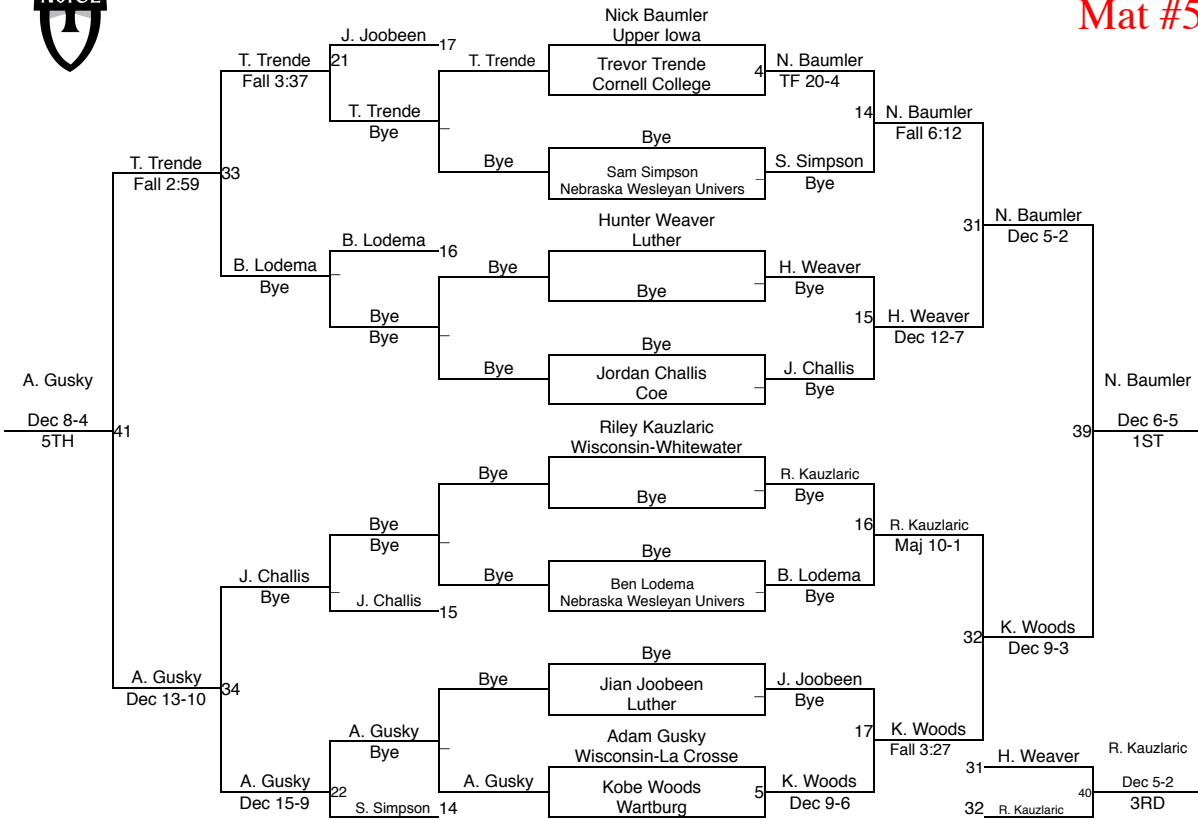 NORSE
Mat #5
Nick Baumler
Upper Iowa
J. Joobeen
17
T. Trende
21
Fall 3:37
T. Trende
Trevor Trende
Cornell College
4
N. Baumler
TF 20-4
T. Trende
Bye
14
N. Baumler
Fall 6:12
Bye
Bye
Sam Simpson
Nebraska Wesleyan Univers
S. Simpson
Bye
T. Trende
Fall 2:59
33
Hunter Weaver
Luther
31
N. Baumler
Dec 5-2
B. Lodema
16
B. Lodema
Bye
Bye
Bye
H. Weaver
Bye
Bye
Bye
15
H. Weaver
Dec 12-7
Bye
Bye
Jordan Challis
Coe
J. Challis
Bye
A. Gusky
Dec 8-4
5TH
41
N. Baumler
39
Dec 6-5
1ST
Riley Kauzlaric
Wisconsin-Whitewater
Bye
Bye
R. Kauzlaric
Bye
Bye
Bye
16
R. Kauzlaric
Maj 10-1
Bye
Bye
Ben Lodema
Nebraska Wesleyan Univers
B. Lodema
Bye
J. Challis
Bye
J. Challis
15
32
K. Woods
Dec 9-3
Bye
A. Gusky
Dec 13-10
34
Bye
Jian Joobeen
Luther
J. Joobeen
Bye
A. Gusky
Bye
17
K. Woods
Fall 3:27
Adam Gusky
Wisconsin-La Crosse
A. Gusky
Dec 15-9
22
A. Gusky
Kobe Woods
Wartburg
5
K. Woods
Dec 9-6
S. Simpson
14
31
H. Weaver
R. Kauzlaric
40
Dec 5-2
3RD
32
R. Kauzlaric